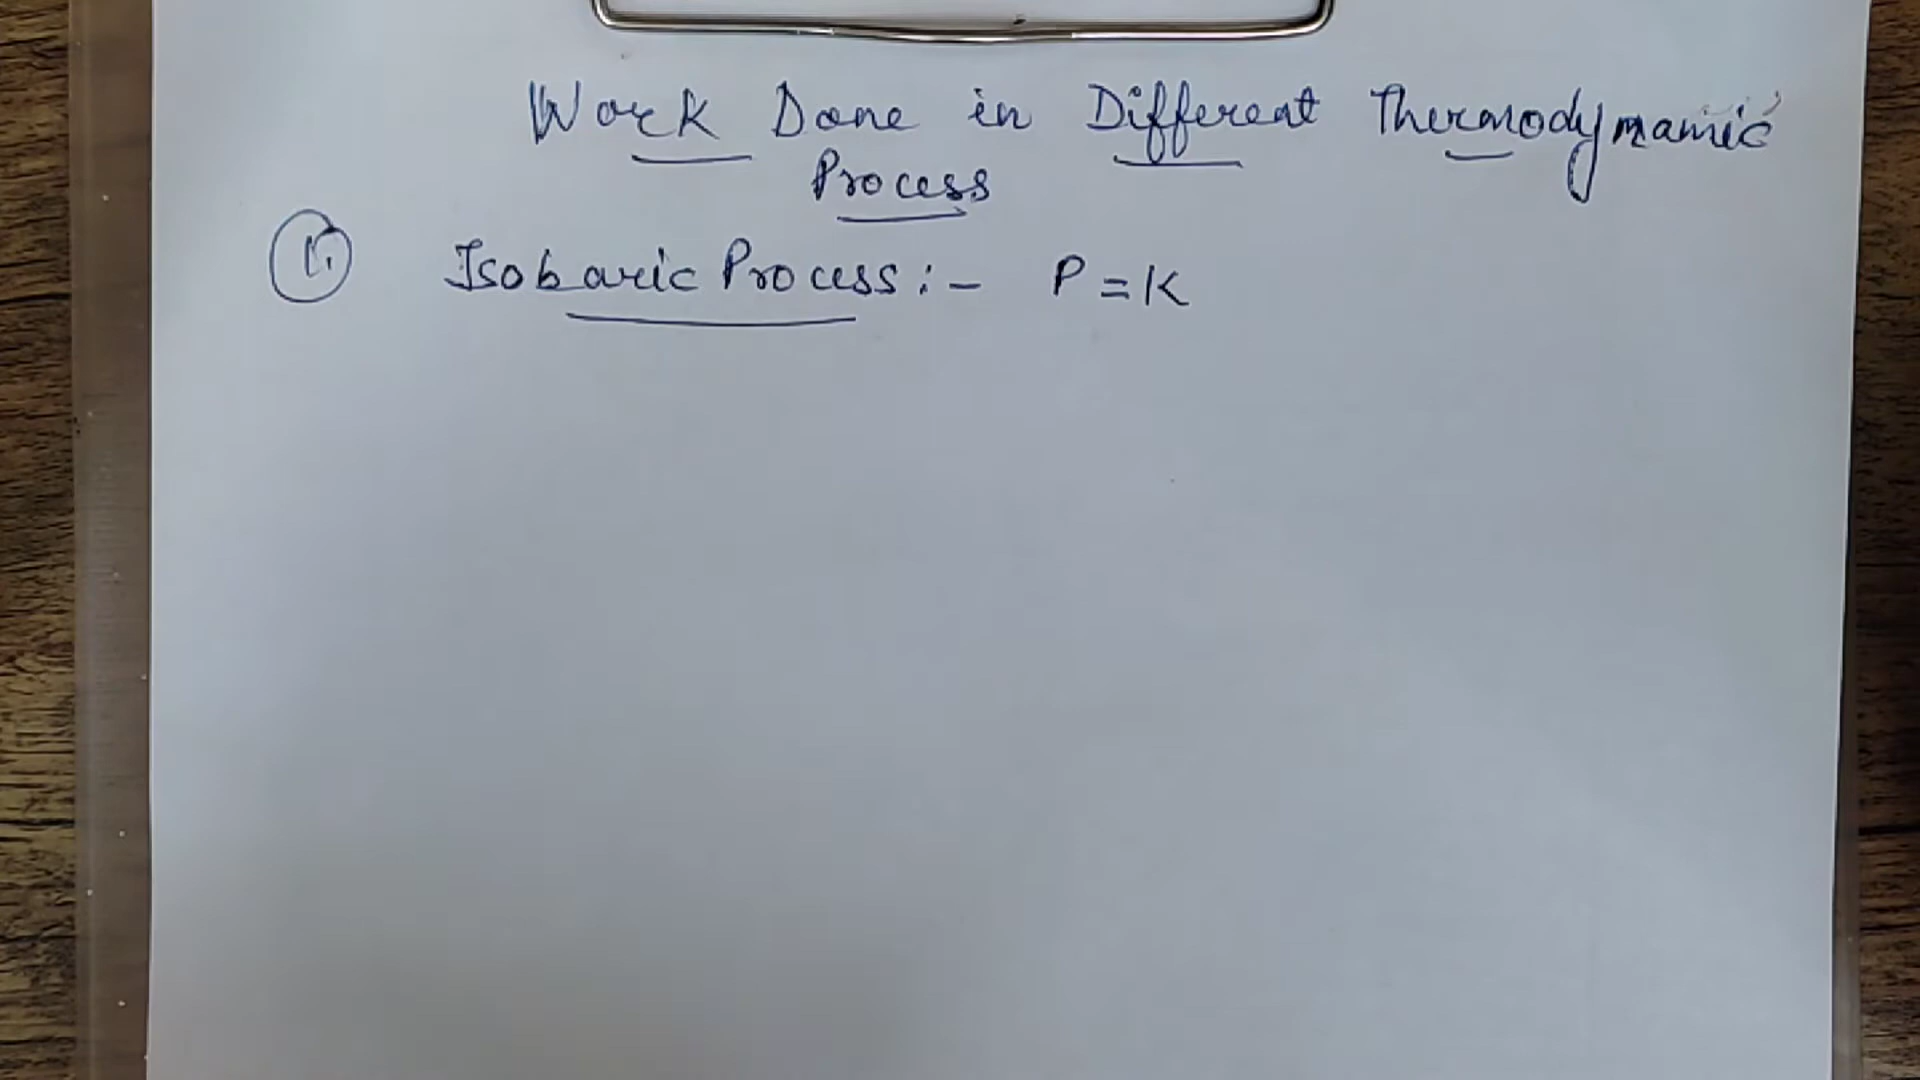 Work Done in Different Thermodynamic
Process
1. Isobaric Process :- P = K